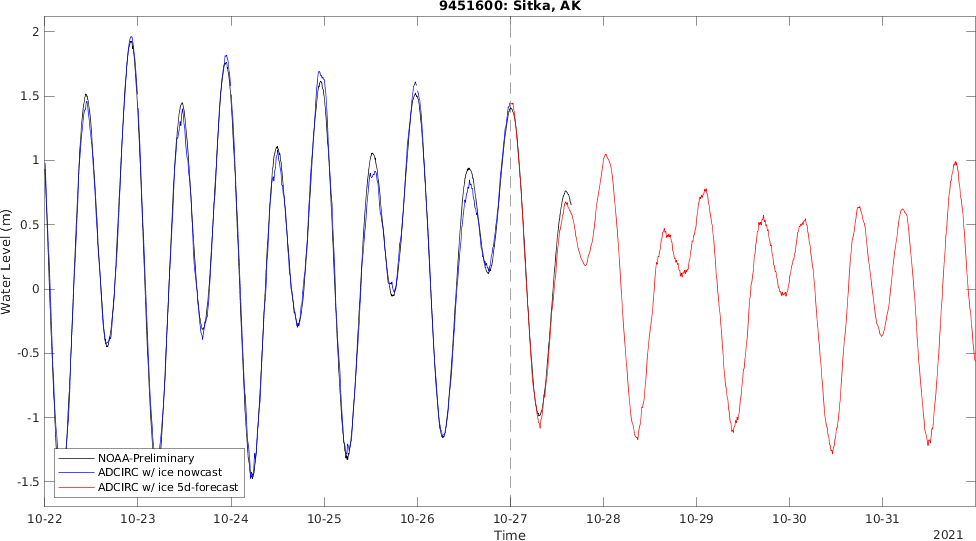 9451600: Sitka, AK
Water Level (m)
2
1.5
1
0.5
0
-0.5
-1
-1.5
NOAA-Preliminary
ADCIRC w/ ice nowcast
ADCIRC w/ ice 5d-forecast
10-22 10-23 10-24 10-25 10-26 10-27 10-28 10-29 10-30 10-31
Time
2021